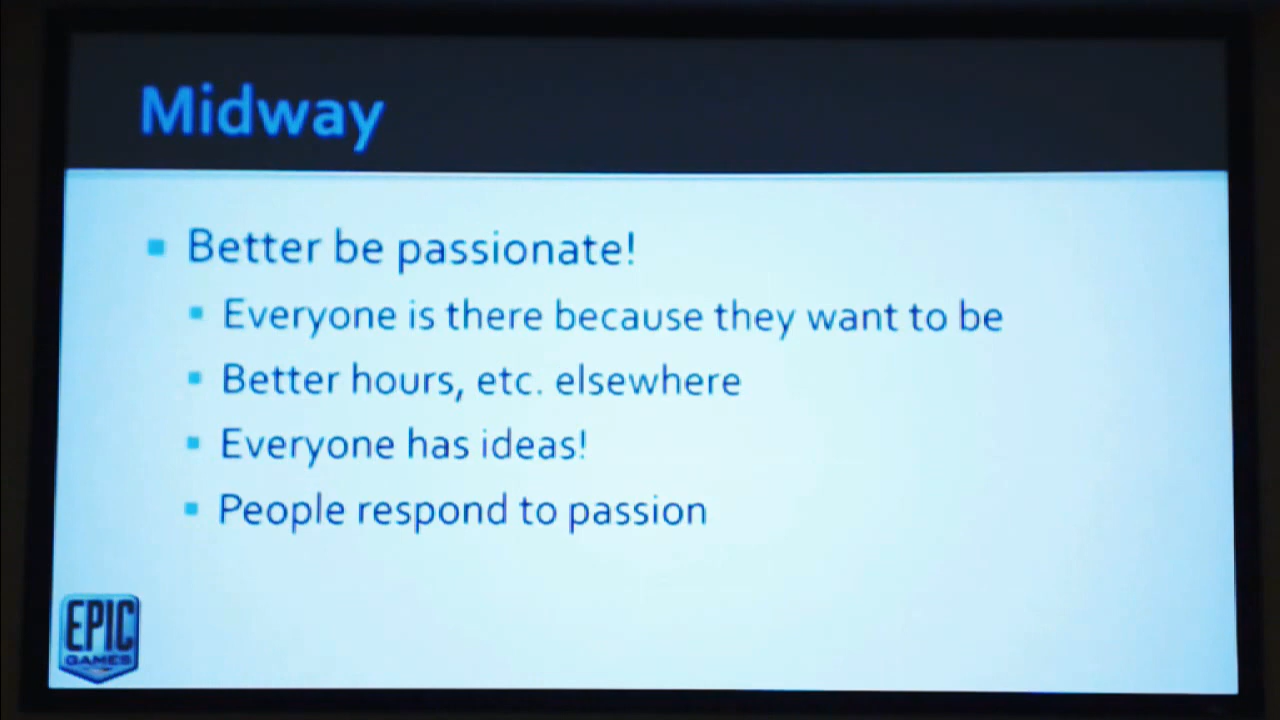 Midway
Better be passionate!
Everyone is there because they want to be
Better hours, etc. elsewhere
Everyone has ideas!
People respond to passion
EPIC
GAMES